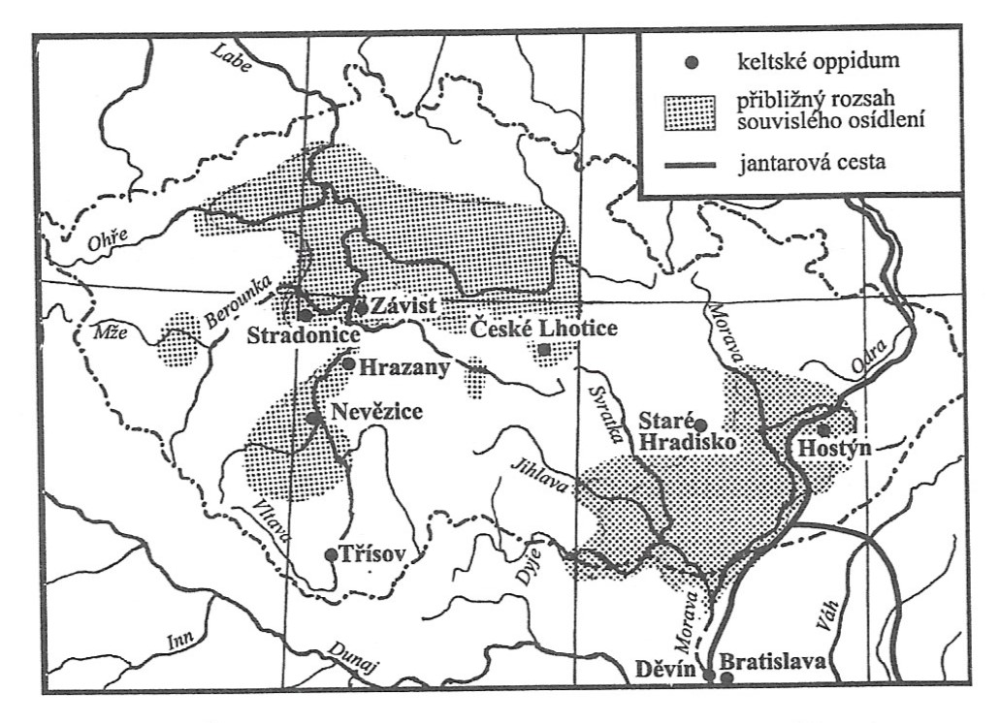 Labe
keltské oppidum
přibližný rozsah
souvislého osídlení
jantarová cesta
Ohře
Berounka
Mže
Závist
Stradonice
České Lhotice
Morava
Odra
Hrazany
Nevězice
Svratka
Staré
Hradisko
Hostýn
Jihlava
Vltava
Třísov
Dyje
Morava
Váh
Inn
Dunaj
Děvín
Bratislava